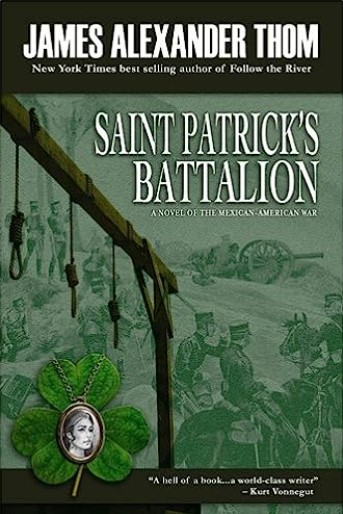 JAMES ALEXANDER THOM
New York Times best selling author of Follow the River
SAINT PATRICK'S
BATTALION
A NOVEL OF THE MEXICAN-AMERICAN WAR
"A hell of a book...a world-class writer"
– Kurt Vonnegut